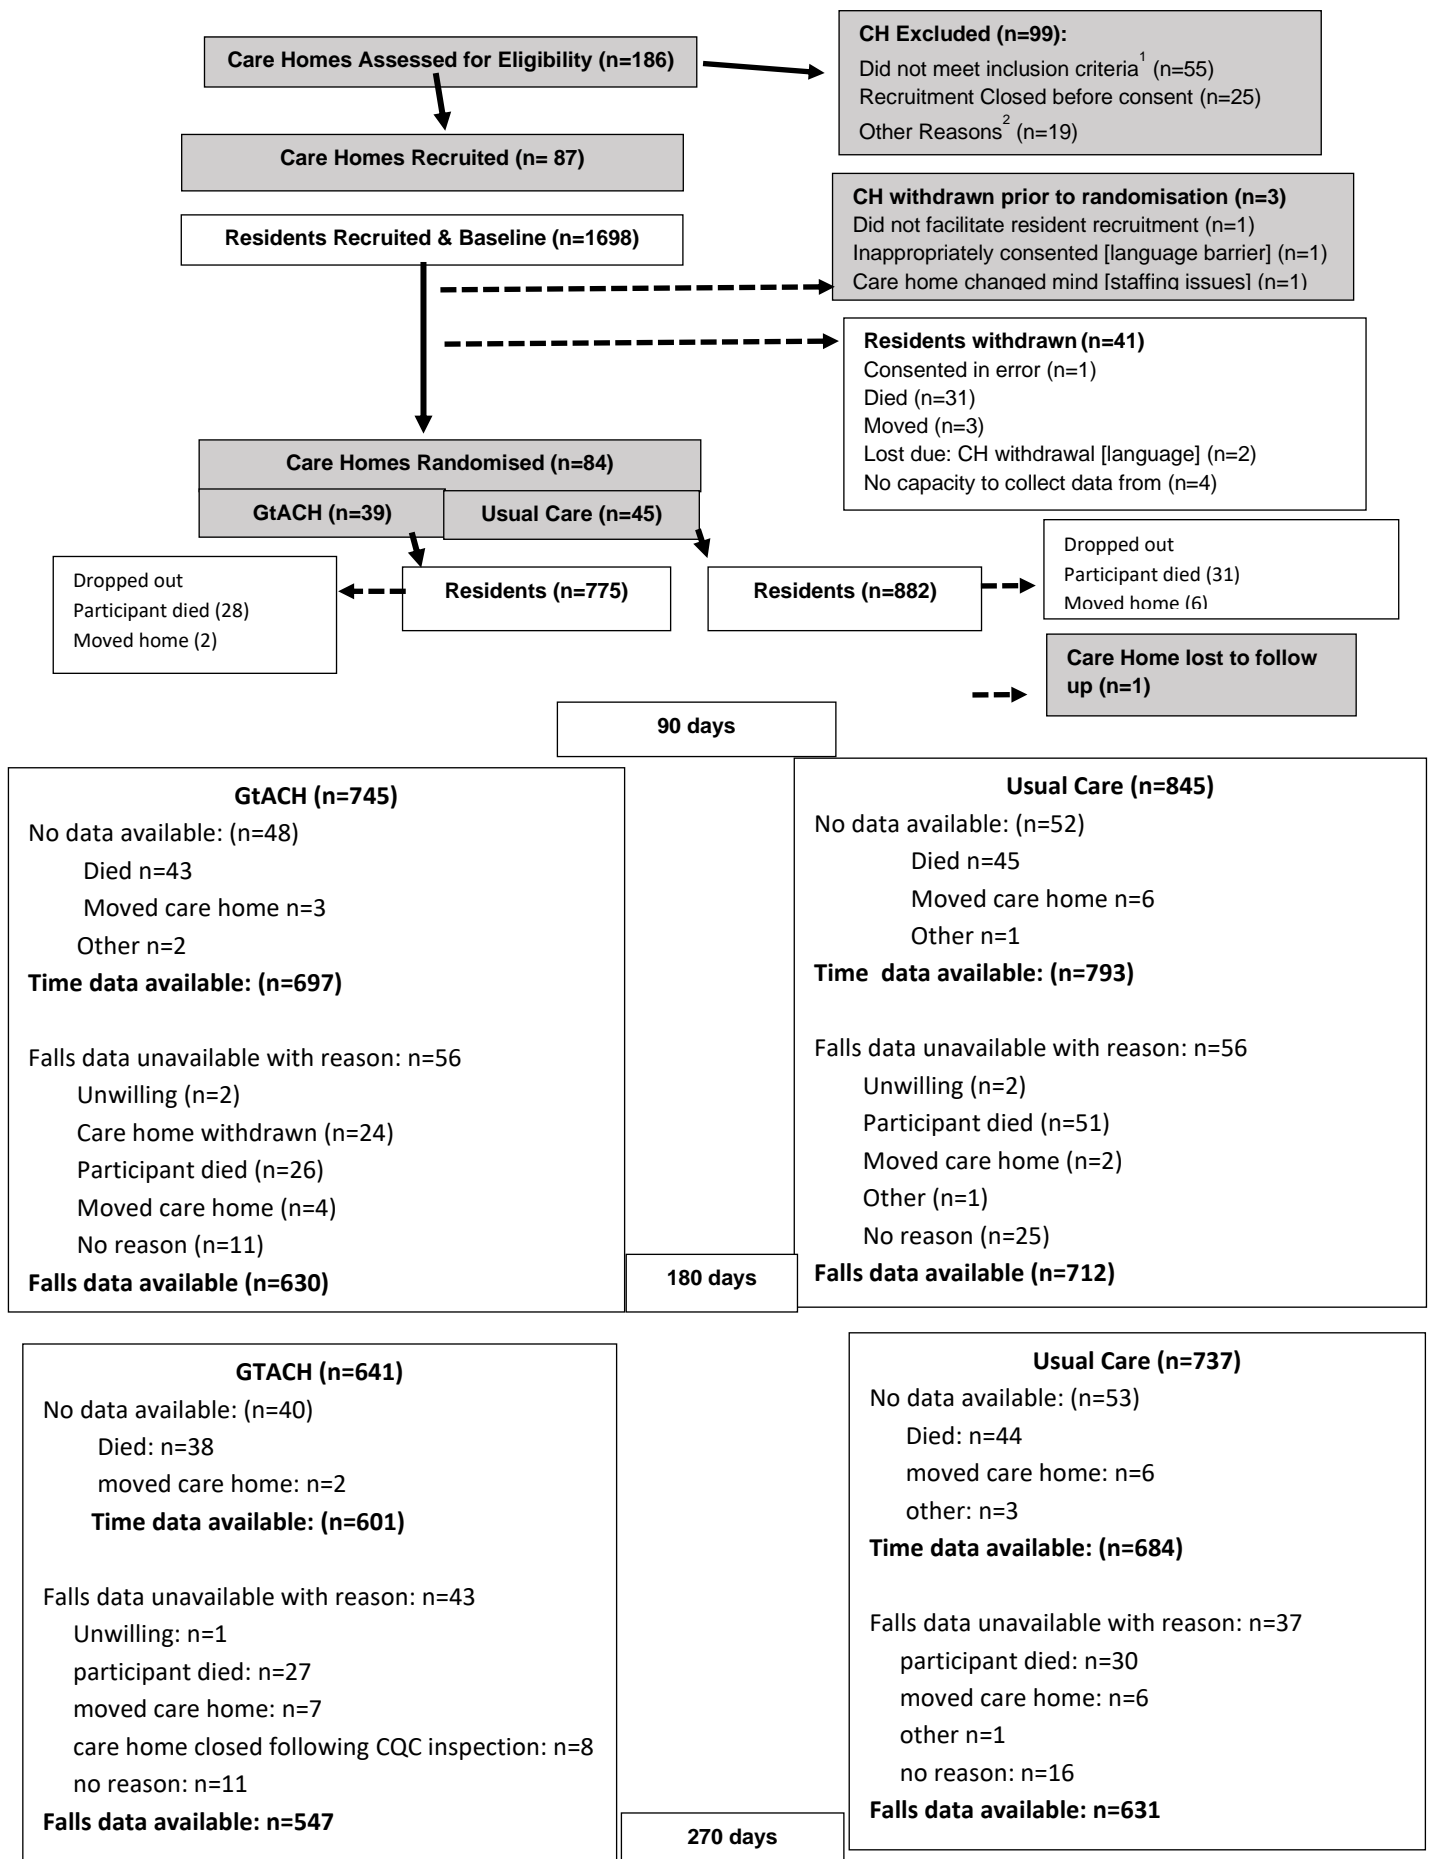 Care Homes Assessed for Eligibility (n=186)
CH Excluded (n=99):
Did not meet inclusion criteria1 (n=55)
Recruitment Closed before consent (n=25)
Other Reasons2 (n=19)
Care Homes Recruited (n= 87)
CH withdrawn prior to randomisation (n=3)
Did not facilitate resident recruitment (n=1)
Inappropriately consented [language barrier] (n=1)
Care home changed mind [staffing issues] (n=1)
Residents Recruited & Baseline (n=1698)
Residents withdrawn (n=41)
Consented in error (n=1)
Died (n=31)
Moved (n=3)
Lost due: CH withdrawal [language] (n=2)
No capacity to collect data from (n=4)
Care Homes Randomised (n=84)
GtACH (n=39)
Usual Care (n=45)
Dropped out
Participant died (28)
Moved home (2)
Residents (n=775)
Residents (n=882)
Dropped out
Participant died (31)
Moved home (6)
Care Home lost to follow
up (n=1)
90 days
GtACH (n=745)
No data available: (n=48)
Died n=43
Moved care home n=3
Other n=2
Time data available: (n=697)
Falls data unavailable with reason: n=56
Unwilling (n=2)
Care home withdrawn (n=24)
Participant died (n=26)
Moved care home (n=4)
No reason (n=11)
Falls data available (n=630)
Usual Care (n=845)
No data available: (n=52)
Died n=45
Moved care home n=6
Other n=1
Time  data available: (n=793)
Falls data unavailable with reason: n=56
Unwilling (n=2)
Participant died (n=51)
Moved care home (n=2)
Other (n=1)
No reason (n=25)
Falls data available (n=712)
180 days
GTACH (n=641)
No data available: (n=40)
Died: n=38
moved care home: n=2
Time data available: (n=601)
Falls data unavailable with reason: n=43
Unwilling: n=1
participant died: n=27
moved care home: n=7
care home closed following CQC inspection: n=8
no reason: n=11
Falls data available: n=547
Usual Care (n=737)
No data available: (n=53)
Died: n=44
moved care home: n=6
other: n=3
Time data available: (n=684)
Falls data unavailable with reason: n=37
participant died: n=30
moved care home: n=6
other n=1
no reason: n=16
Falls data available: n=631
270 days